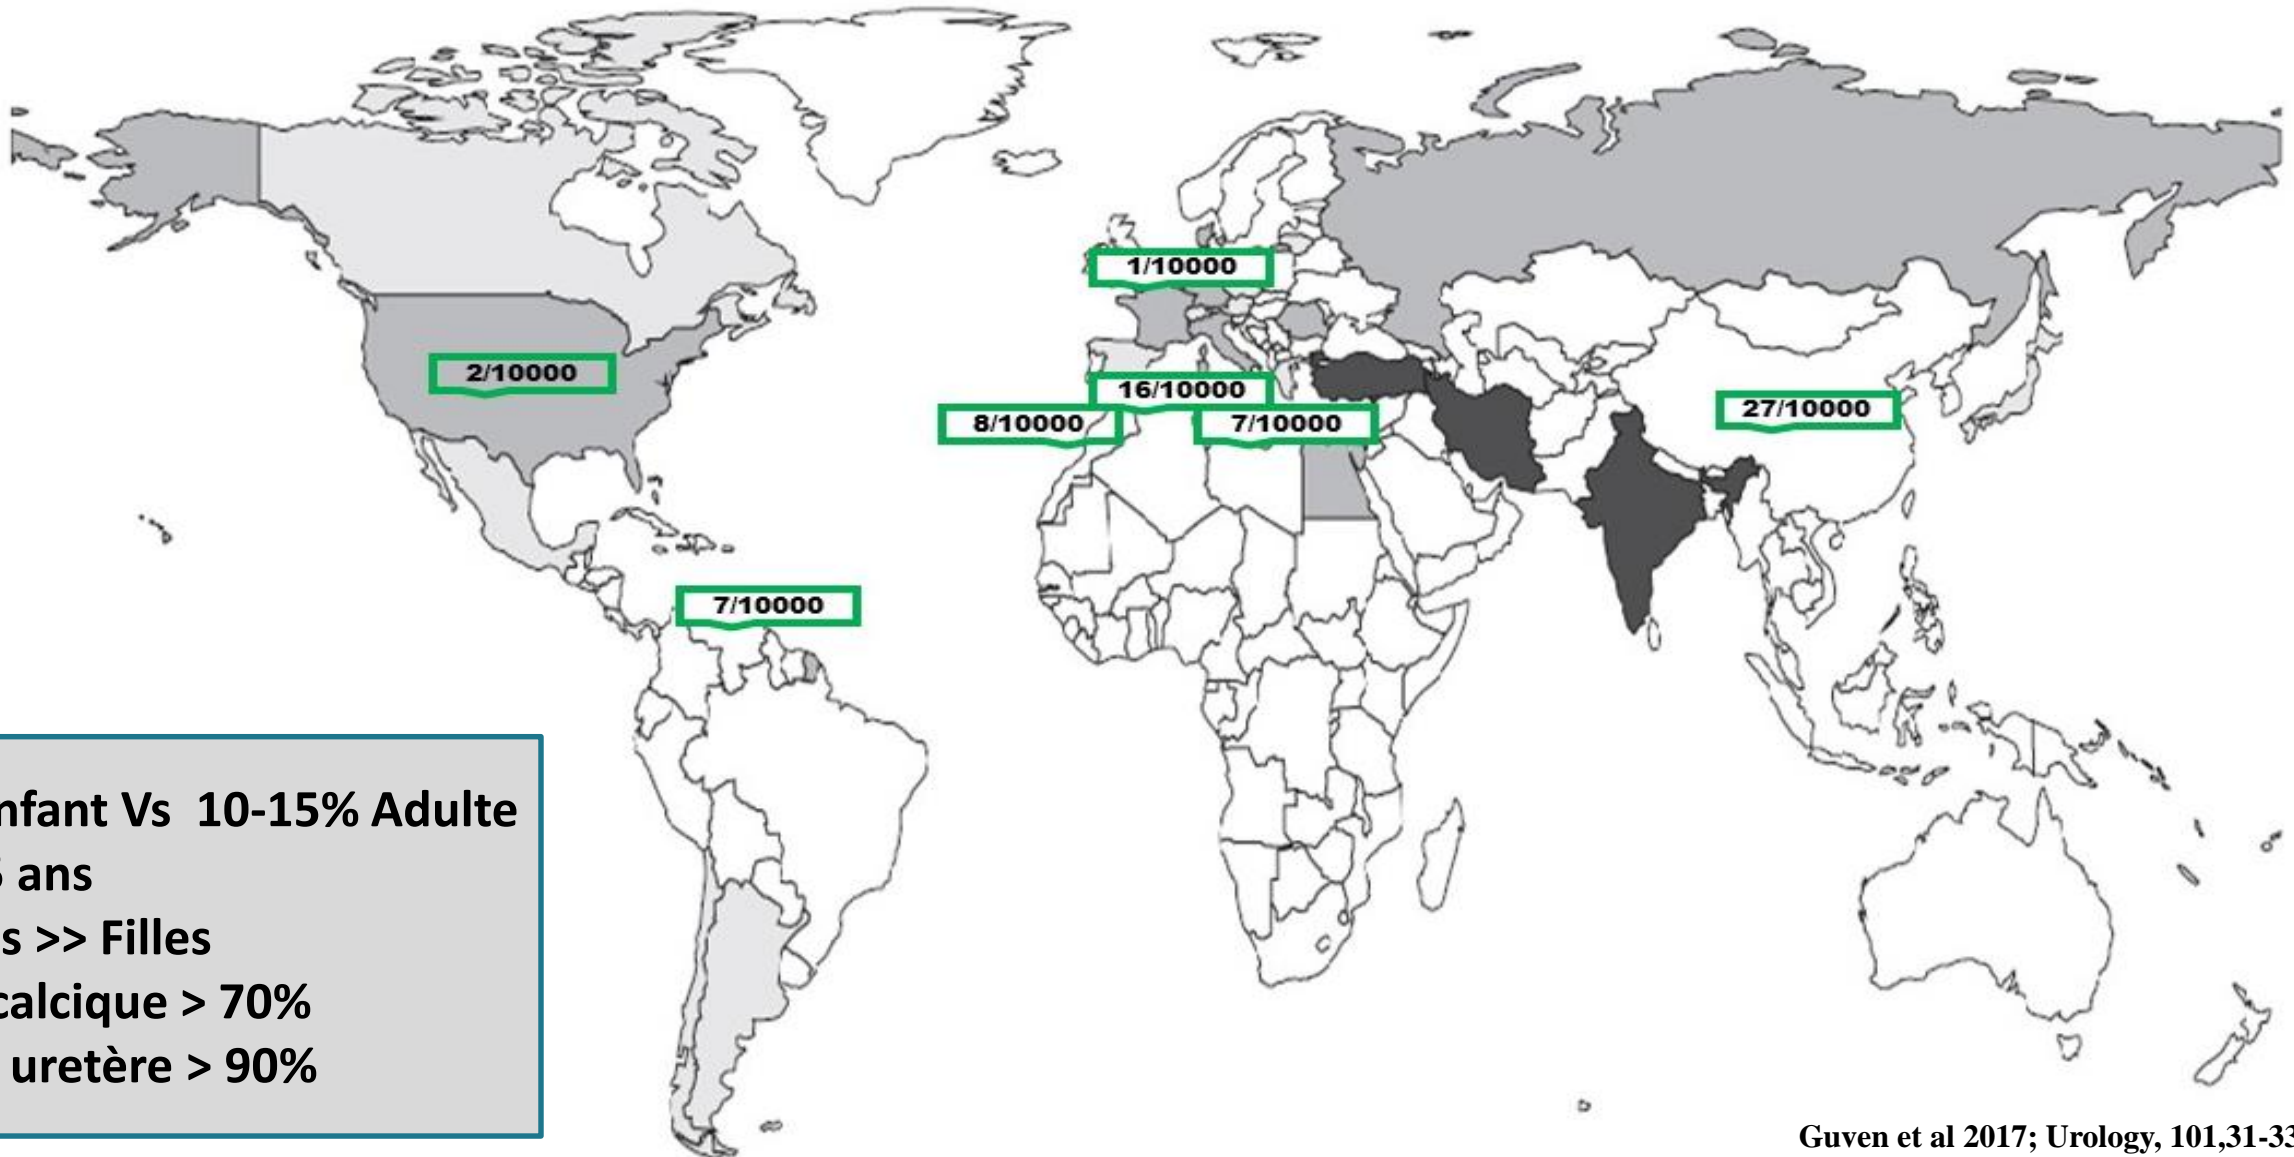 1/10000
2/10000
16/10000
8/10000
7/10000
27/10000
7/10000
nfant Vs 10-15% Adulte
ans
s >> Filles
calcique > 70%
uretère > 90%
Guven et al 2017; Urology, 101,31-33